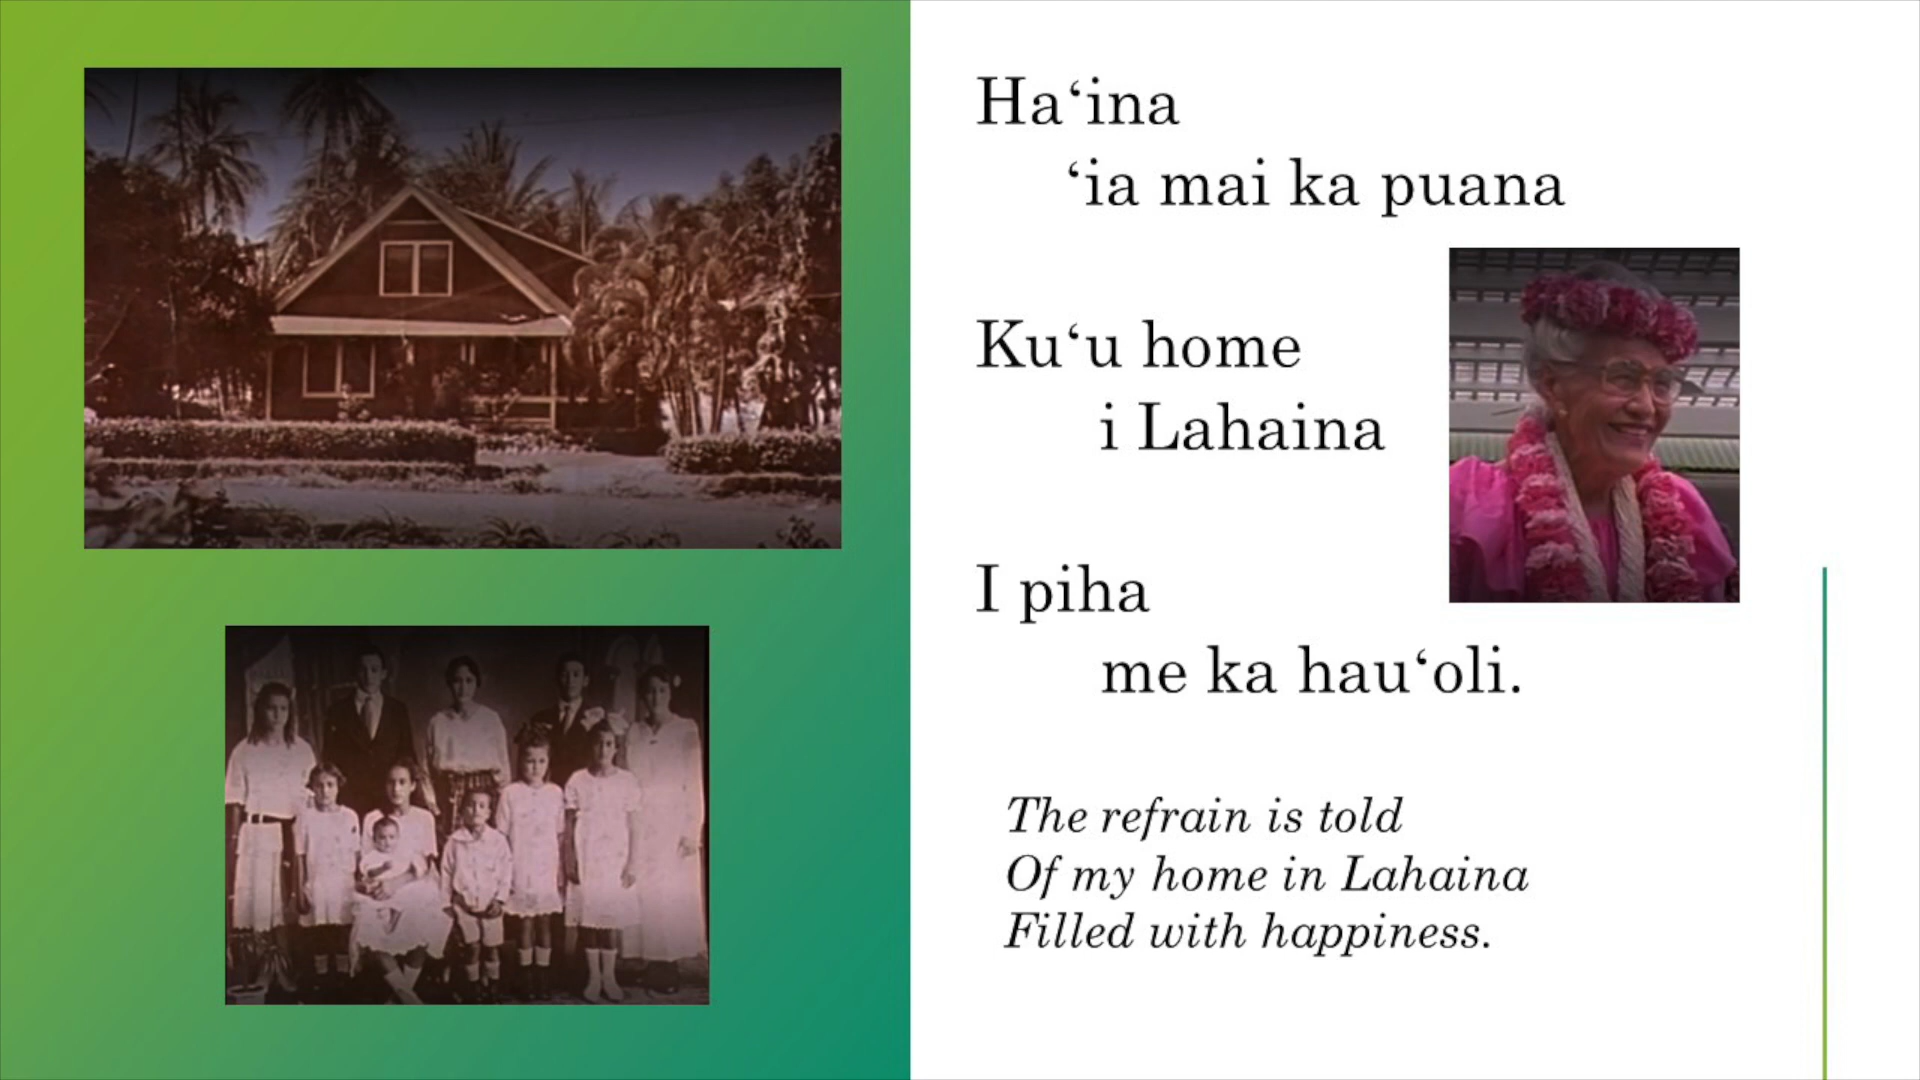 Ha‘ina
‘ia mai ka puana
Ku‘u home
i Lahaina
I piha
me ka hau‘oli.
The refrain is told
Of my home in Lahaina
Filled with happiness.